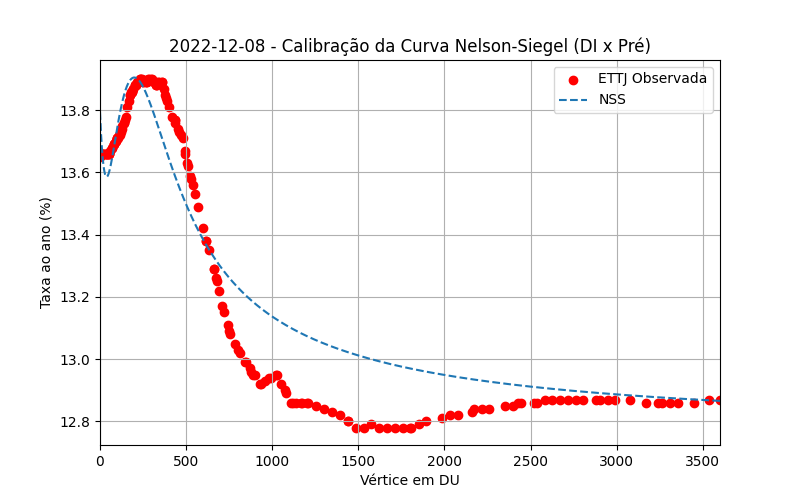 2022-12-08 - Calibração da Curva Nelson-Siegel (DI x Pré)
ETTJ Observada
NSS
Taxa ao ano (%)
13.8
13.6
13.4
13.2
13.0
12.8
0 500 1000 1500 2000 2500 3000 3500
Vértice em DU